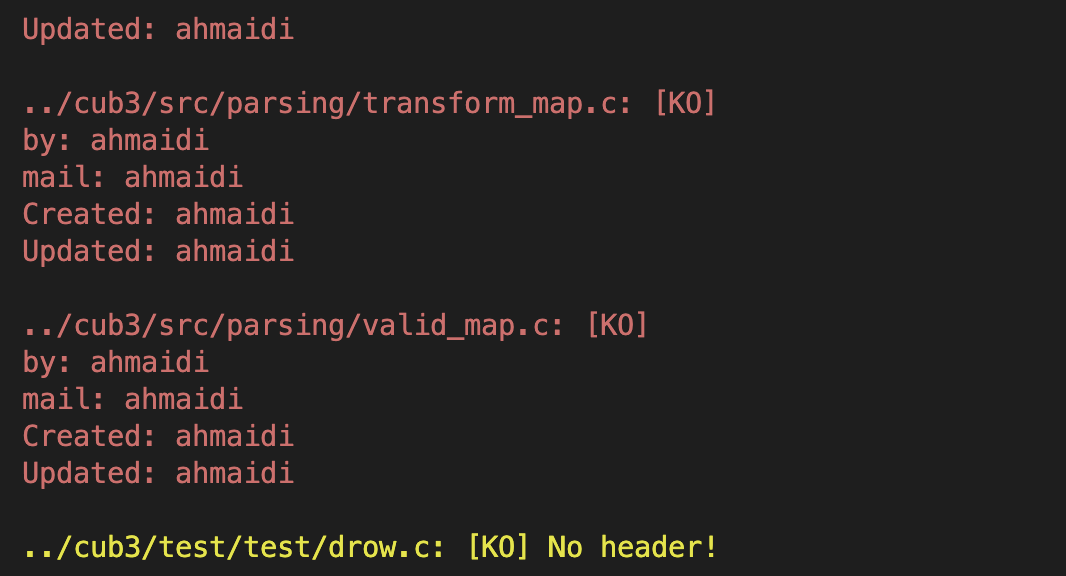 Updated: ahmaidi
../cub3/src/parsing/transform_map.c: [KO]
by: ahmaidi
mail: ahmaidi
Created: ahmaidi
Updated: ahmaidi
../cub3/src/parsing/valid_map.c: [KO]
by: ahmaidi
mail: ahmaidi
Created: ahmaidi
Updated: ahmaidi
../cub3/test/test/drow.c: [KO] No header!